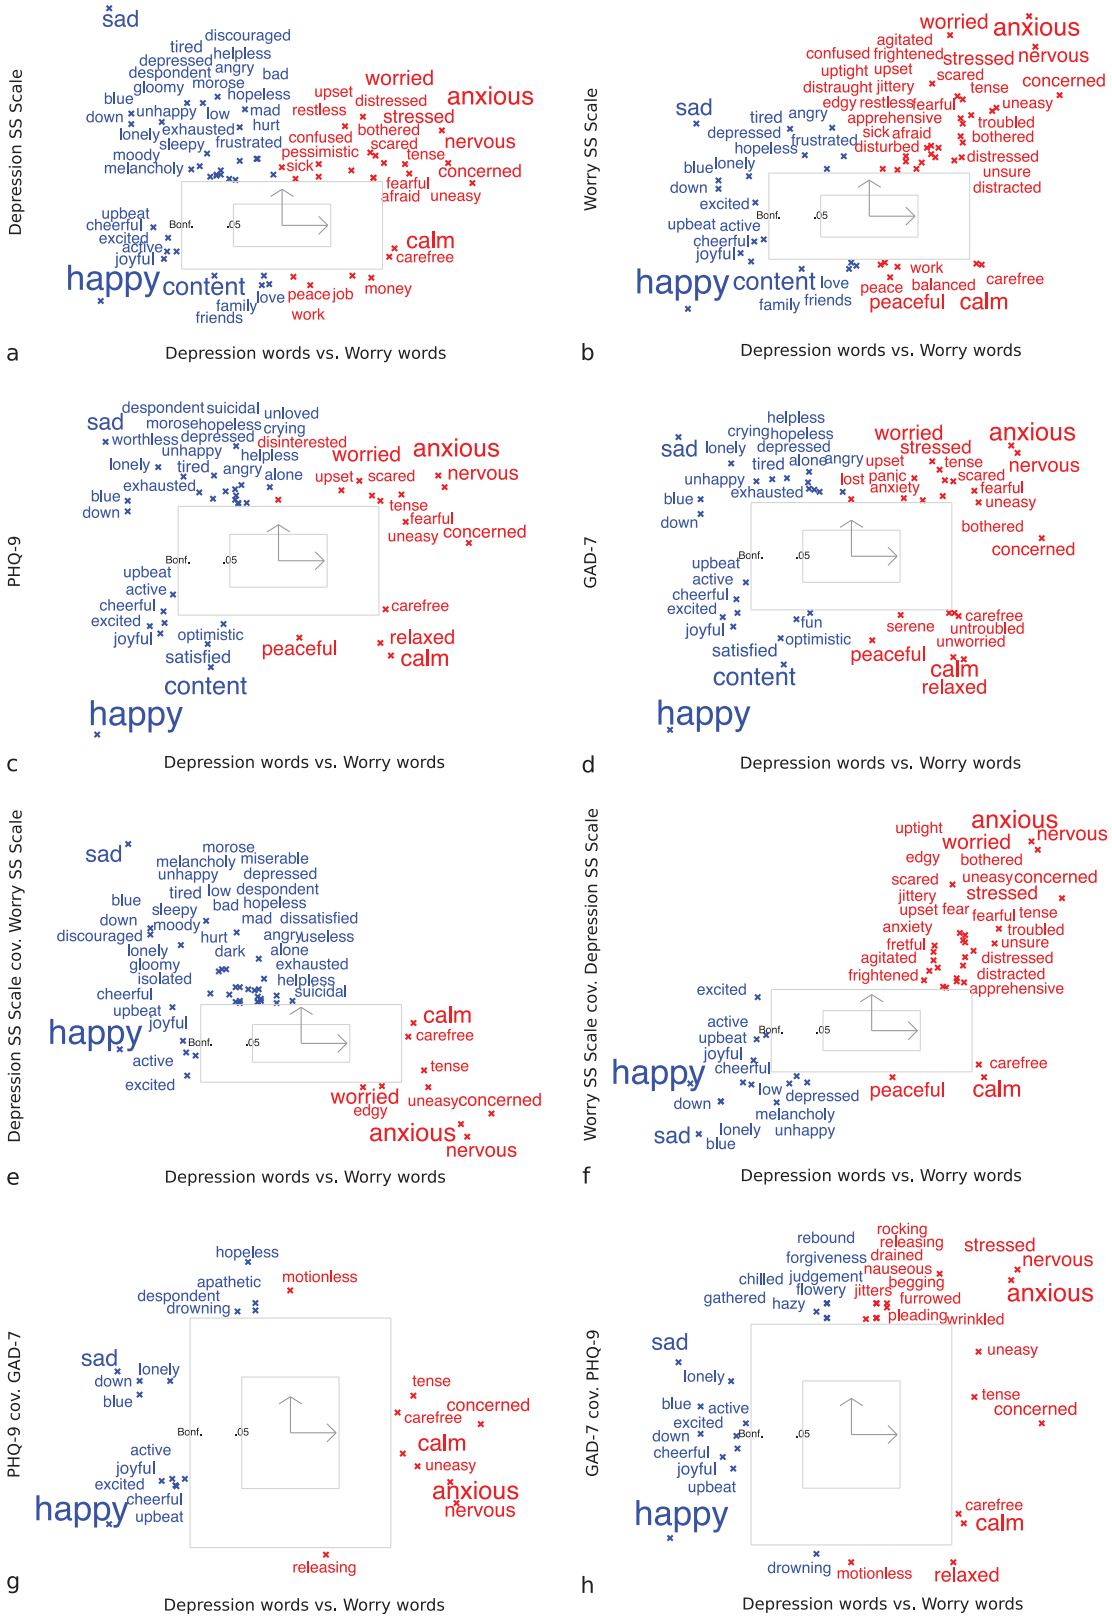 Depression SS Scale
sad
discouraged
tired
helpless
depressed
despondent
angry
bad
gloomy
morose
hopeless
blue
unhappy
low
mad
down
lonely
exhausted
hurt
sleepy
frustrated
moody
melancholy
worried
upset
anxious
restless
distressed
stressed
confused
bothered
nervous
pessimistic
scared
tense
sick
concerned
fearful
afraid
uneasy
upbeat
cheerful
excited
active
joyful
Bonf.
.05
calm
carefree
happy
content
family
love
friends
peace
job
money
work
a
Depression words vs. Worry words
Worry SS Scale
worried
anxious
agitated
confused
frightened
stressed
nervous
uptight
upset
scared
concerned
distraught
jittery
tense
edgy
restless
fearful
uneasy
apprehensive
troubled
sick
afraid
bothered
disturbed
distressed
unsure
distracted
sad
tired
angry
depressed
frustrated
hopeless
blue
lonely
down
excited
upbeat
active
cheerful
joyful
Bonf.
.05
happy
content
love
family
friends
work
carefree
peace
balanced
peaceful
calm
b
Depression words vs. Worry words
PHQ-9
despondent
suicidal
unloved
sad
morose
hopeless
crying
worthless
depressed
disinterested
unhappy
helpless
worried
anxious
lonely
tired
angry
alone
upset
scared
nervous
exhausted
blue
down
tense
fearful
uneasy
concerned
Bonf.
.05
upbeat
active
cheerful
excited
joyful
optimistic
satisfied
content
happy
carefree
peaceful
relaxed
calm
c
Depression words vs. Worry words
GAD-7
helpless
crying
hopeless
sad
lonely
depressed
tired
alone
angry
unhappy
exhausted
blue
down
worried
anxious
stressed
upset
tense
nervous
lost
panic
scared
anxiety
fearful
uneasy
bothered
concerned
Bonf.
.05
upbeat
active
cheerful
excited
joyful
fun
optimistic
satisfied
content
happy
carefree
serene
untroubled
unworried
peaceful
calm
relaxed
d
Depression words vs. Worry words
Depression SS Scale cov. Worry SS Scale
morose
sad
melancholy
miserable
unhappy
depressed
tired
low
despondent
blue
sleepy
bad
hopeless
down
moody
mad
dissatisfied
discouraged
hurt
angry
useless
lonely
dark
alone
gloomy
exhausted
isolated
helpless
cheerful
suicidal
upbeat
joyful
happy
active
excited
Bonf.
.05
calm
carefree
tense
worried
edgy
uneasy
concerned
anxious
nervous
e
Depression words vs. Worry words
Worry SS Scale cov. Depression SS Scale
anxious
uptight
nervous
worried
edgy
bothered
scared
uneasy
concerned
jittery
stressed
upset
fear
fearful
tense
anxiety
troubled
fretful
unsure
agitated
distressed
frightened
distracted
apprehensive
excited
active
upbeat
joyful
cheerful
happy
Bonf.
.05
low
depressed
down
melancholy
lonely
unhappy
sad
blue
carefree
peaceful
calm
f
Depression words vs. Worry words
PHQ-9 cov. GAD-7
hopeless
apathetic
motionless
despondent
drowning
sad
lonely
down
blue
Bonf.
.05
tense
carefree
concerned
calm
uneasy
anxious
nervous
active
joyful
excited
happy
cheerful
upbeat
releasing
g
Depression words vs. Worry words
GAD-7 cov. PHQ-9
rebound
rocking
releasing
stressed
forgiveness
drained
nervous
chilled
judgement
nauseous
begging
anxious
gathered
flowery
jitters
furrowed
hazy
pleading
wrinkled
sad
lonely
uneasy
blue
active
tense
excited
concerned
down
Bonf.
.05
cheerful
joyful
upbeat
happy
carefree
calm
drowning
motionless
relaxed
h
Depression words vs. Worry words